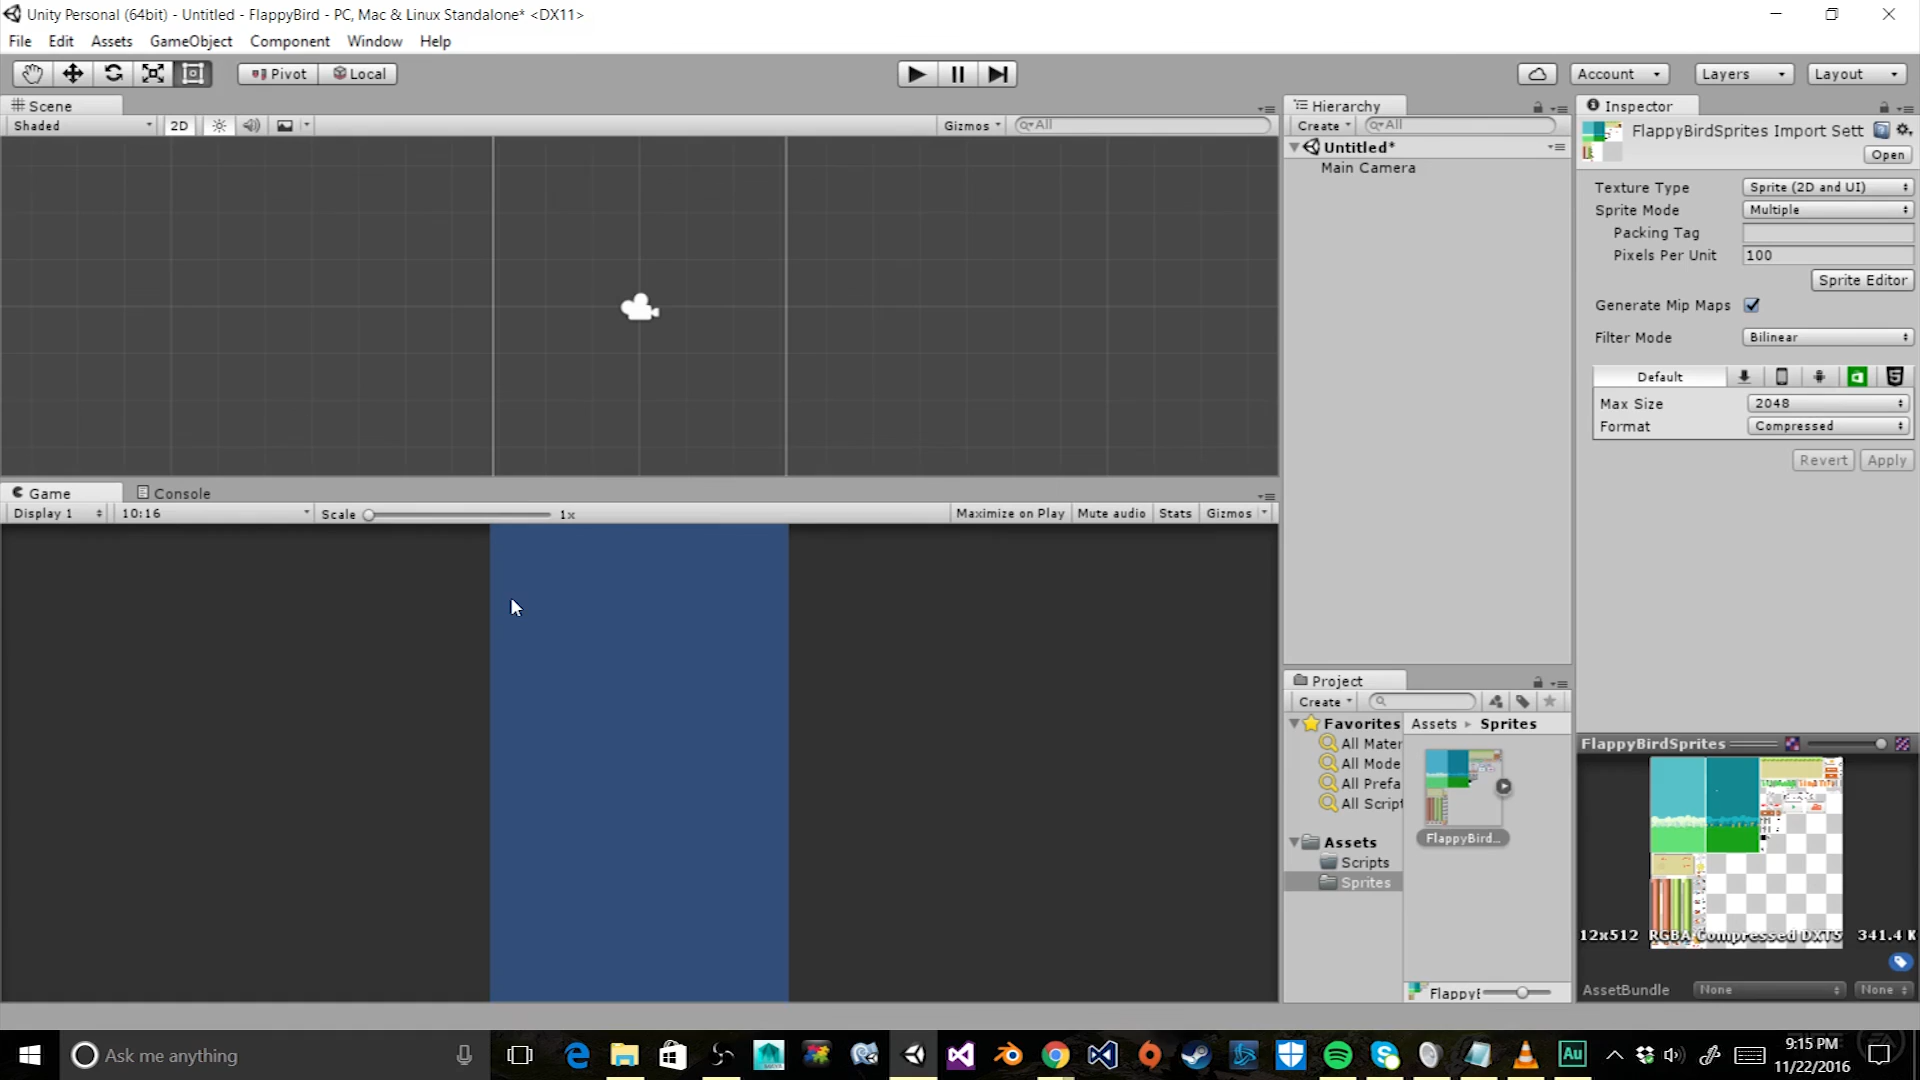 Unity Personal (64bit) - Untitled - FlappyBird - PC, Mac & Linux Standalone* <DX11>
File Edit Assets GameObject Component Window Help
Pivot Local Account Layers Layout
Scene
Shaded 2D Gizmos All
Hierarchy
Create All
Untitled*
Main Camera
Inspector
FlappyBirdSprites Import Sett
Open
Texture Type Sprite (2D and UI)
Sprite Mode Multiple
Packing Tag
Pixels Per Unit 100
Sprite Editor
Generate Mip Maps
Filter Mode Bilinear
Default
Max Size 2048
Format Compressed
Revert Apply
Game Console
Display 1 10:16 Scale 1x Maximize on Play Mute audio Stats Gizmos
Project
Create
Favorites
All Mater
All Mode
All Prefa
All Script
Assets
Scripts
Sprites
Assets Sprites
FlappyBird...
FlappyE
FlappyBirdSprites
12x512 RGBA Compressed DXT5 341.4 K
AssetBundle None None
Ask me anything
Au
9:15 PM
11/22/2016